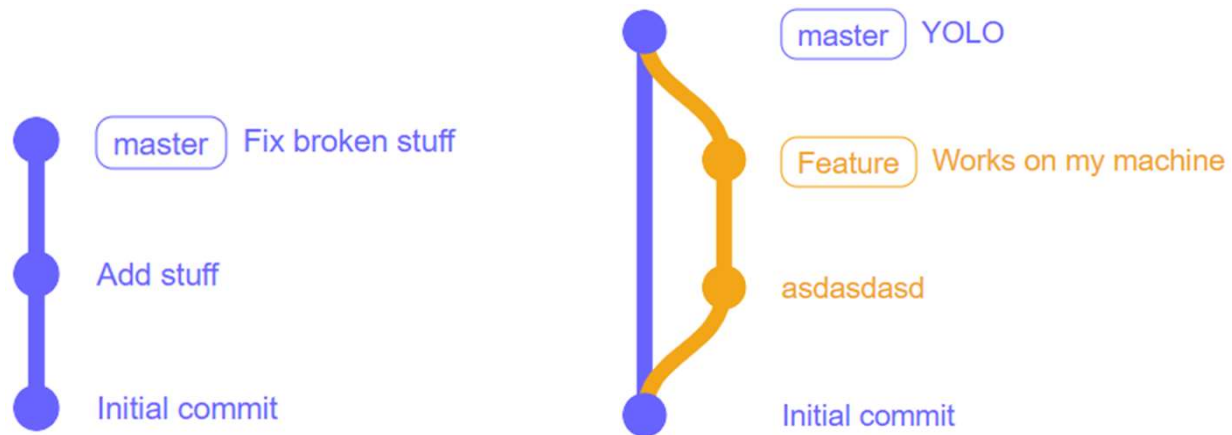 master Fix broken stuff
Add stuff
Initial commit
master YOLO
Feature Works on my machine
asdasdasd
Initial commit